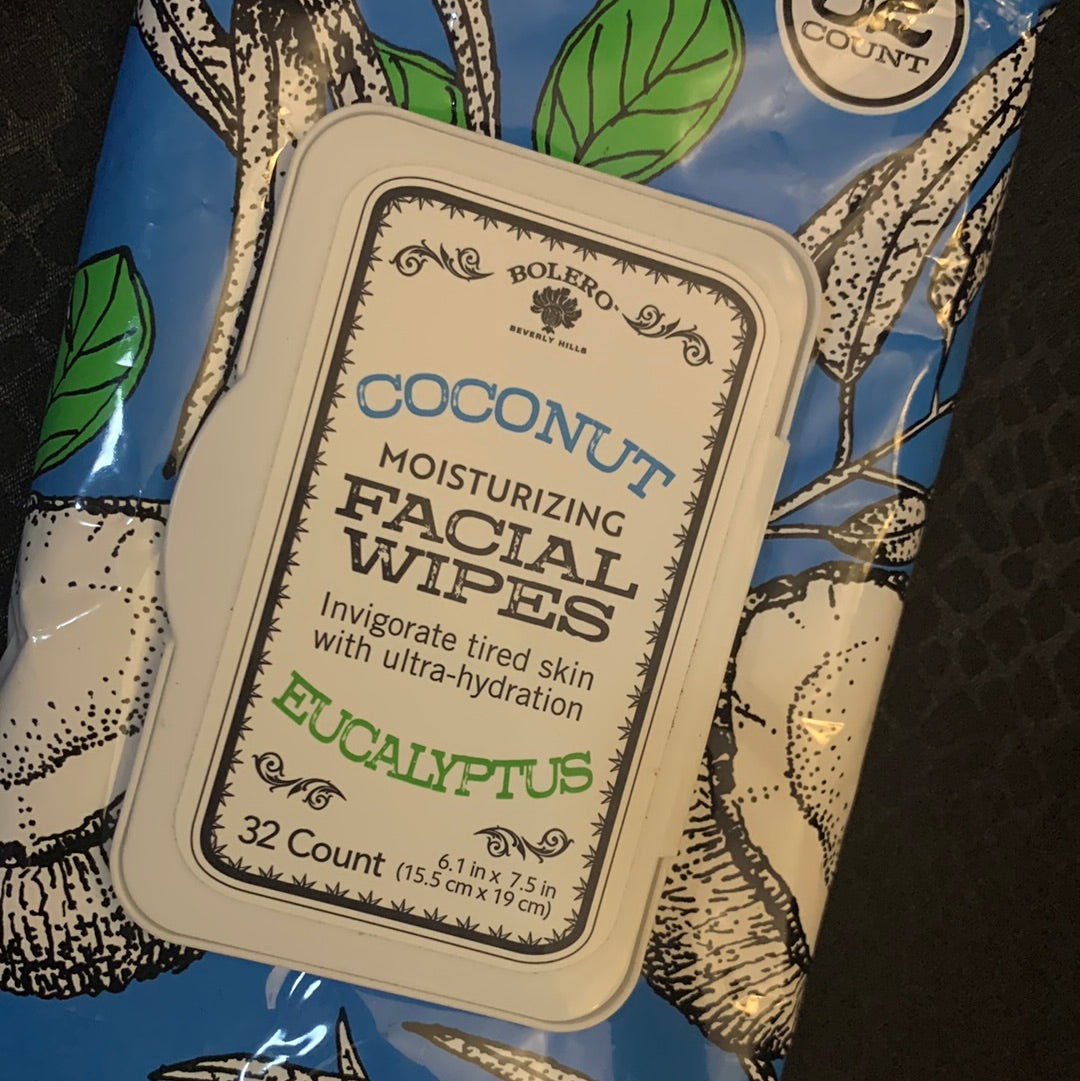 32
COUNT
BOLERO
BEVERLY HILLS
COCONUT
MOISTURIZING
FACIAL
WIPES
Invigorate tired skin
with ultra-hydration
EUCALYPTUS
32 Count
6.1 in x 7.5 in
(15.5 cm x 19 cm)